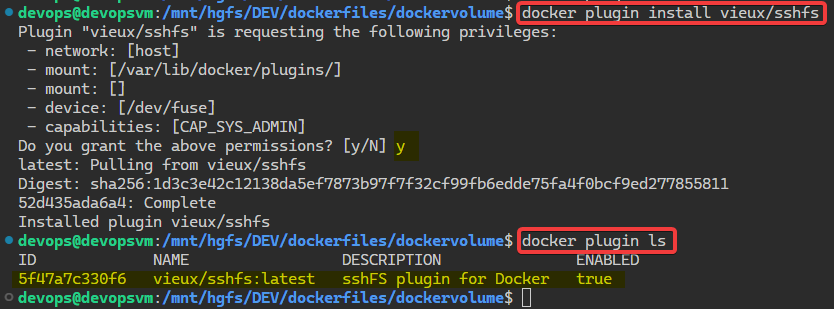 devops@devopsvm:/mnt/hgfs/DEV/dockerfiles/dockervolume$ docker plugin install vieux/sshfs
Plugin "vieux/sshfs" is requesting the following privileges:
 - network: [host]
 - mount: [/var/lib/docker/plugins/]
 - mount: []
 - device: [/dev/fuse]
 - capabilities: [CAP_SYS_ADMIN]
Do you grant the above permissions? [y/N] y
latest: Pulling from vieux/sshfs
Digest: sha256:1d3c3e42c12138da5ef7873b97f7f32cf99fb6edde75fa4f0bcf9ed277855811
52d435ada6a4: Complete
Installed plugin vieux/sshfs
devops@devopsvm:/mnt/hgfs/DEV/dockerfiles/dockervolume$ docker plugin ls
ID NAME DESCRIPTION ENABLED
5f47a7c330f6 vieux/sshfs:latest sshFS plugin for Docker true
devops@devopsvm:/mnt/hgfs/DEV/dockerfiles/dockervolume$